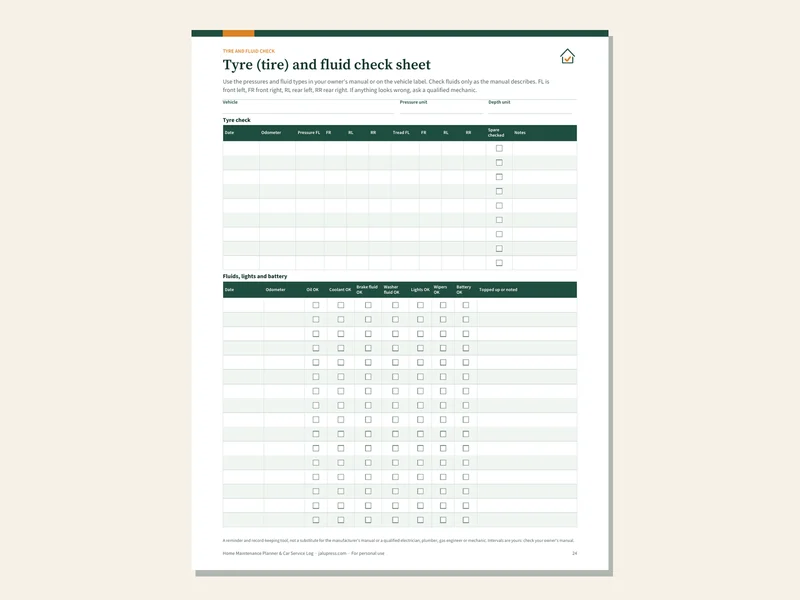 TYRE AND FLUID CHECK
Tyre (tire) and fluid check sheet
Use the pressures and fluid types in your owner's manual or on the vehicle label. Check fluids only as the manual describes. FL is
front left, FR front right, RL rear left, RR rear right. If anything looks wrong, ask a qualified mechanic.
Vehicle Pressure unit Depth unit
Tyre check
Date Odometer Pressure FL FR RL RR Tread FL FR RL RR Spare checked Notes
Fluids, lights and battery
Date Odometer Oil OK Coolant OK Brake fluid OK Washer fluid OK Lights OK Wipers OK Battery OK Topped up or noted
A reminder and record-keeping tool, not a substitute for the manufacturer's manual or a qualified electrician, plumber, gas engineer or mechanic. Intervals are yours: check your owner's manual.
Home Maintenance Planner & Car Service Log · jalupress.com · For personal use 24